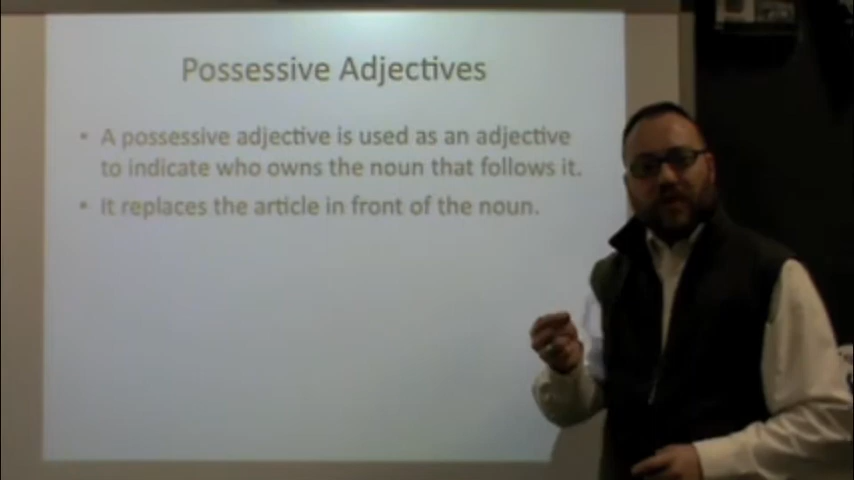 Possessive Adjectives
• A possessive adjective is used as an adjective
to indicate who owns the noun that follows it.
• It replaces the article in front of the noun.